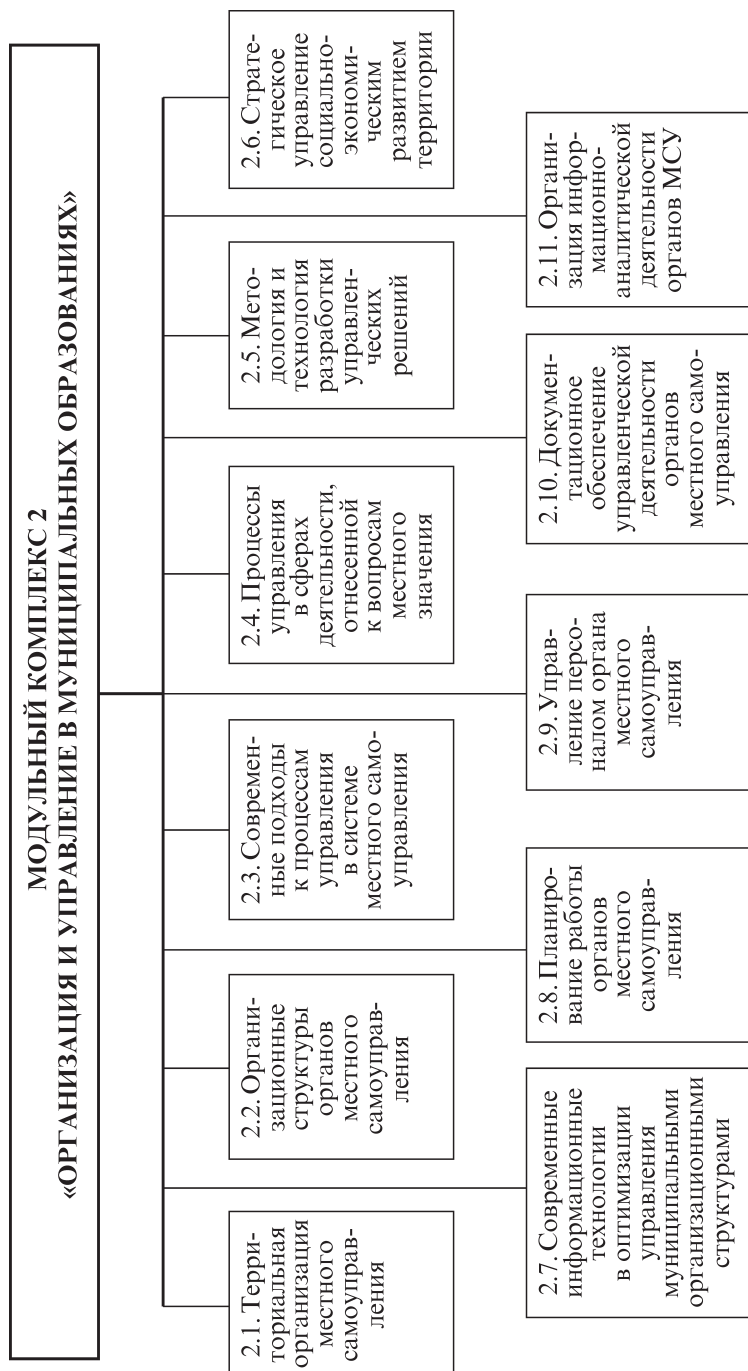 МОДУЛЬНЫЙ КОМПЛЕКС 2
«ОРГАНИЗАЦИЯ И УПРАВЛЕНИЕ В МУНИЦИПАЛЬНЫХ ОБРАЗОВАНИЯХ»
2.1. Терри-
ториальная
организация
местного
самоуправ-
ления
2.2. Органи-
зационные
структуры
органов
местного
самоуправ-
ления
2.3. Современ-
ные подходы
к процессам
управления
в системе
местного само-
управления
2.4. Процессы
управления
в сферах
деятельности,
отнесенной
к вопросам
местного
значения
2.5. Мето-
дология и
технология
разработки
управлен-
ческих
решений
2.6. Страте-
гическое
управление
социально-
экономи-
ческим
развитием
территории
2.7. Современные
информационные
технологии
в оптимизации
управления
муниципальными
организационными
структурами
2.8. Планиро-
вание работы
органов
местного
самоуправ-
ления
2.9. Управ-
ление персо-
налом органа
местного
самоуправ-
ления
2.10. Докумен-
тационное
обеспечение
управленческой
деятельности
органов
местного само-
управления
2.11. Органи-
зация инфор-
мационно-
аналитической
деятельности
органов МСУ